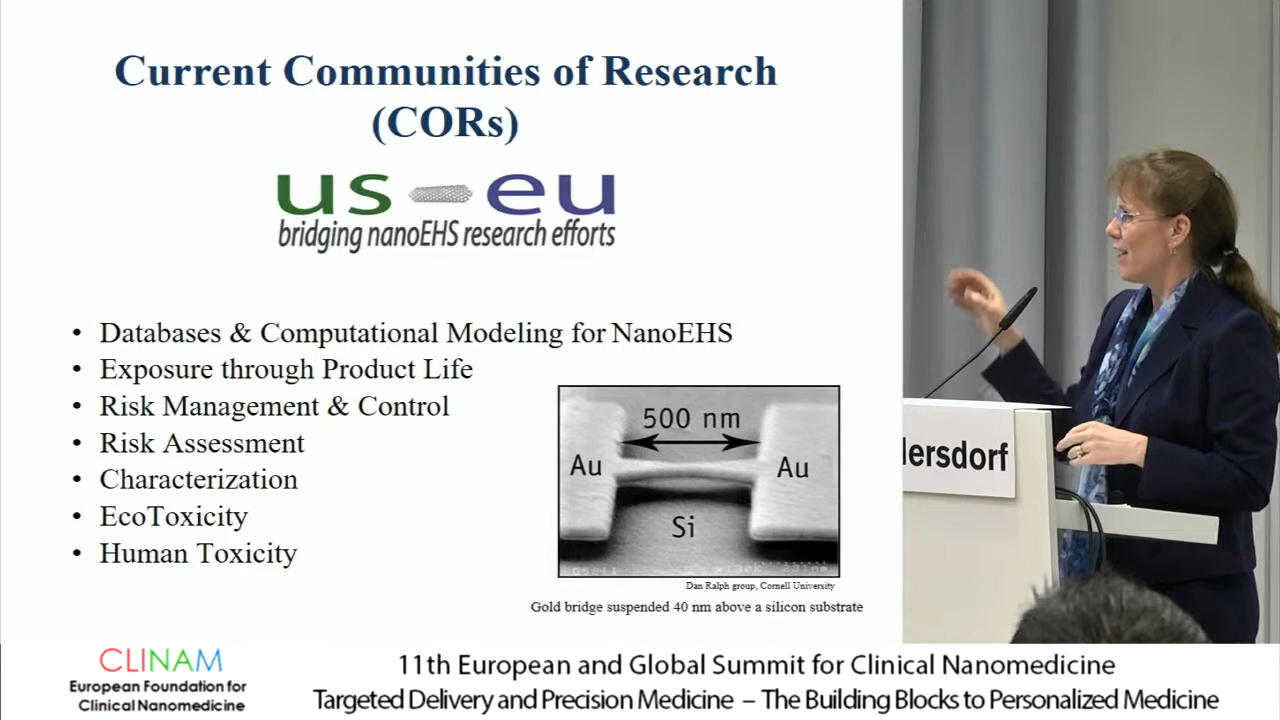 Current Communities of Research
(CORs)
us eu
bridging nanoEHS research efforts
• Databases & Computational Modeling for NanoEHS
• Exposure through Product Life
• Risk Management & Control
• Risk Assessment
• Characterization
• EcoToxicity
• Human Toxicity
500 nm
Au
Au
Si
Dan Ralph group, Cornell University
Gold bridge suspended 40 nm above a silicon substrate
lersdorf
CLINAM
European Foundation for
Clinical Nanomedicine
11th European and Global Summit for Clinical Nanomedicine
Targeted Delivery and Precision Medicine – The Building Blocks to Personalized Medicine